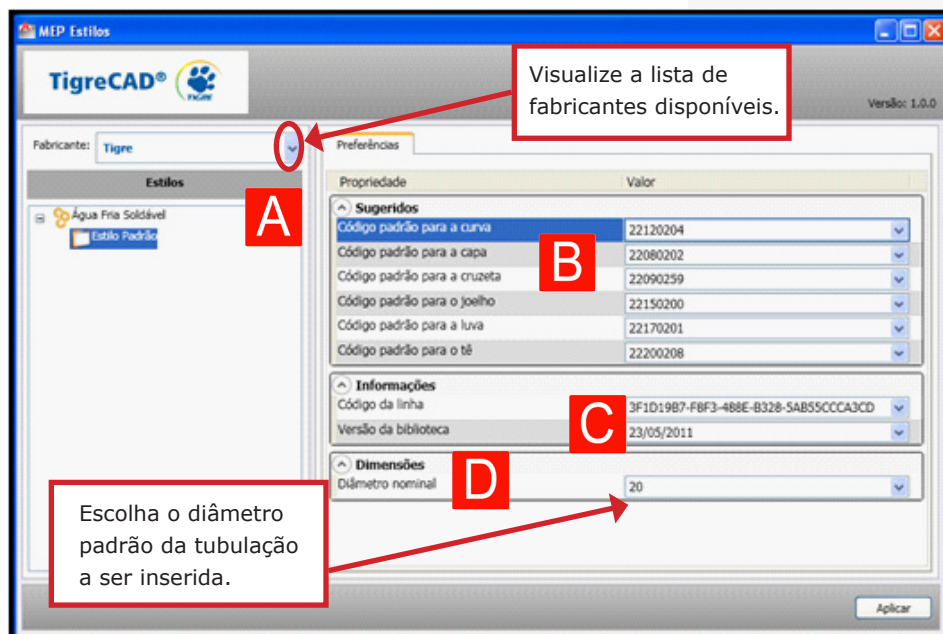 MEP Estilos
TigreCAD®
TIGRE
Visualize a lista de
fabricantes disponíveis.
Versão: 1.0.0
Fabricante: Tigre
Preferências
Estilos
Propriedade Valor
A
Água Fria Soldável
Estilo Padrão
Sugeridos
Código padrão para a curva 22120204
B
Código padrão para a capa 22080202
Código padrão para a cruzeta 22090259
Código padrão para o joelho 22150200
Código padrão para a luva 22170201
Código padrão para o tê 22200208
Informações
Código da linha 3F1D19B7-F8F3-488E-B328-5AB55CCCA3CD
C
Versão da biblioteca 23/05/2011
Dimensões
D
Diâmetro nominal 20
Escolha o diâmetro
padrão da tubulação
a ser inserida.
Aplicar